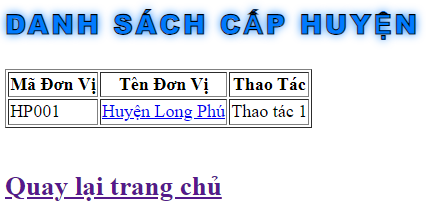 DANH SÁCH CẤP HUYỆN
Mã Đơn Vị Tên Đơn Vị Thao Tác
HP001 Huyện Long Phú Thao tác 1
Quay lại trang chủ